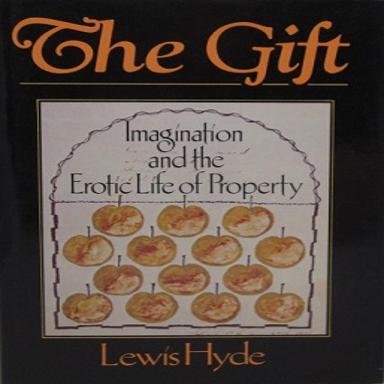 The Gift
Imagination
and the
Erotic Life of Property
Lewis Hyde